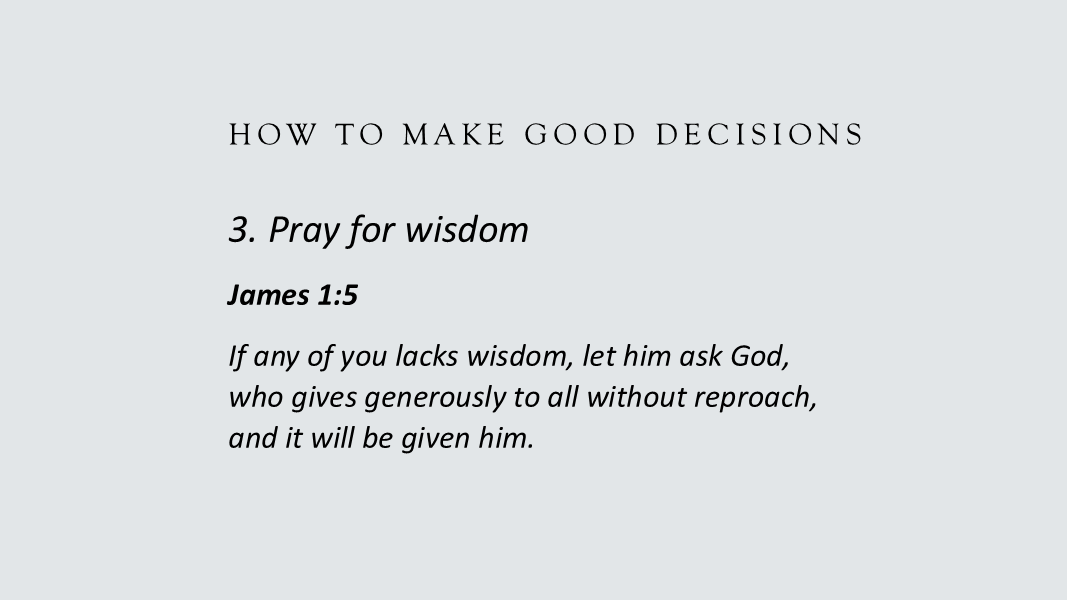 HOW TO MAKE GOOD DECISIONS
3. Pray for wisdom
James 1:5
If any of you lacks wisdom, let him ask God,
who gives generously to all without reproach,
and it will be given him.